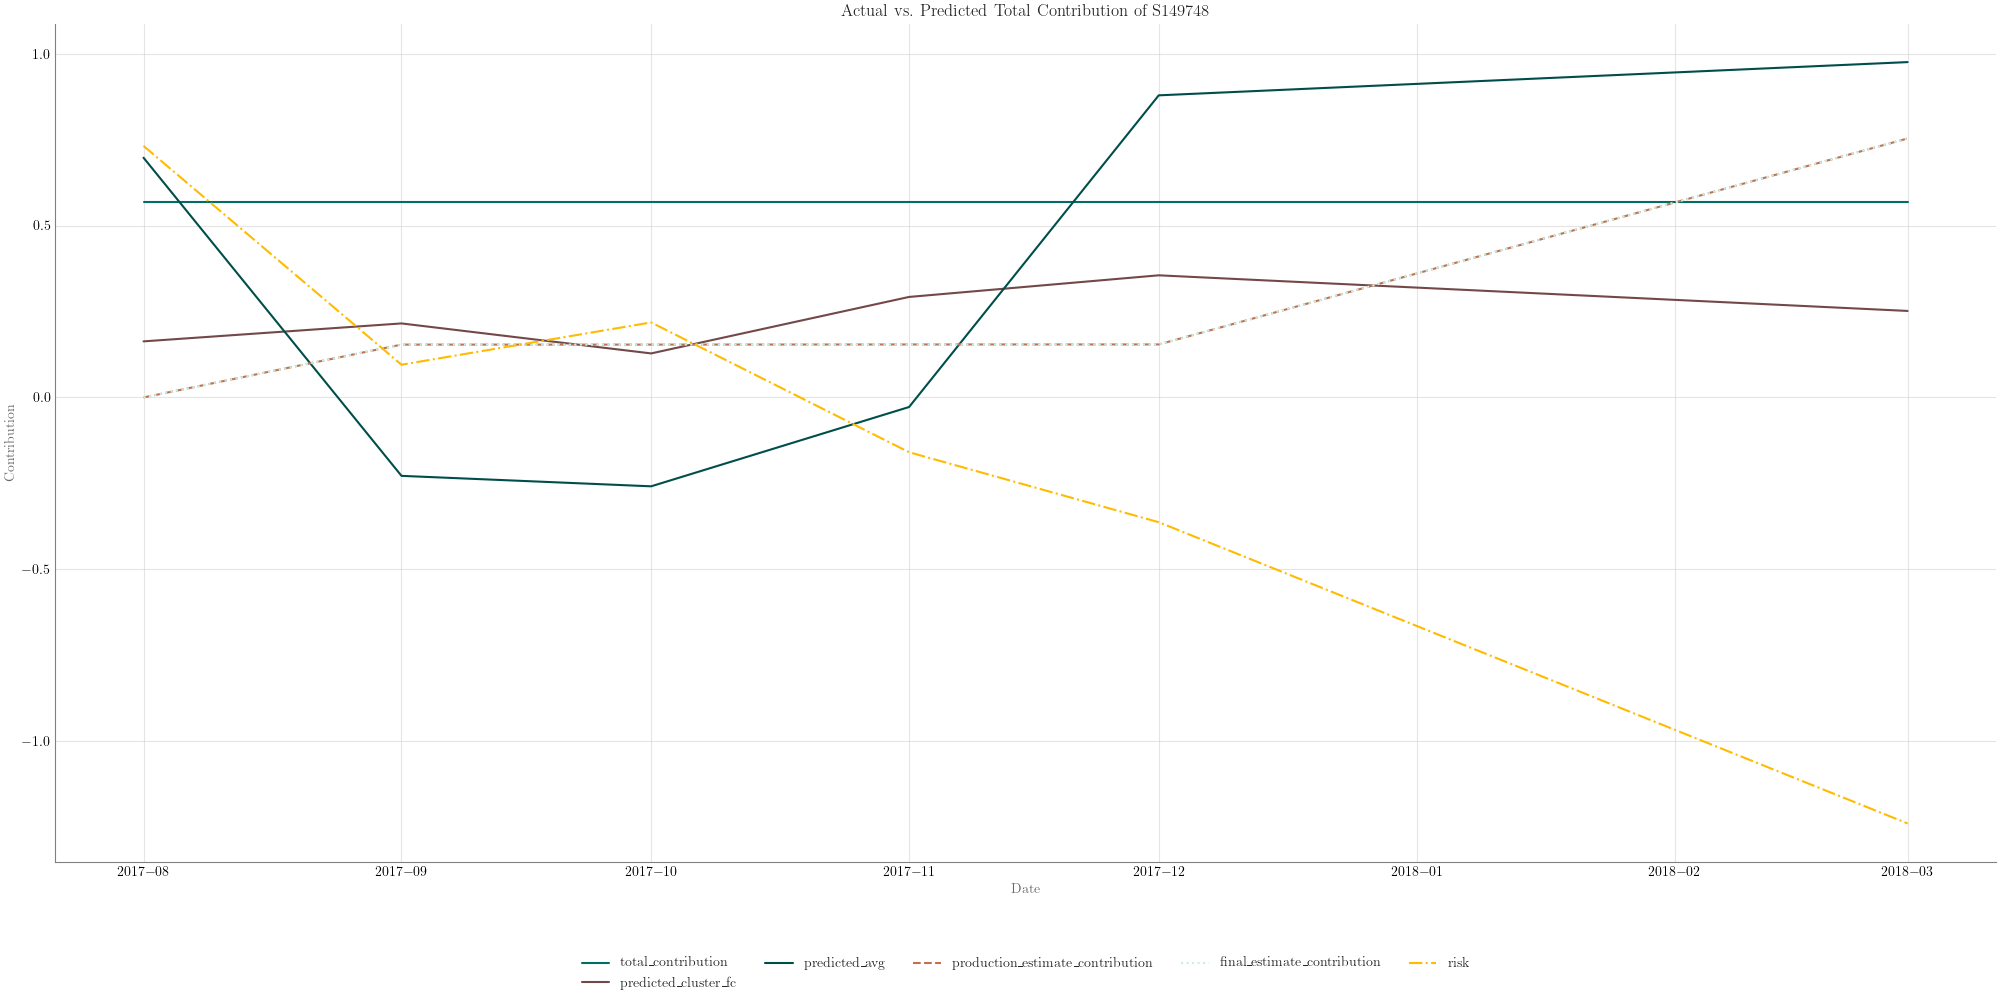 Actual vs. Predicted Total Contribution of S149748
1.0
0.5
0.0
−0.5
−1.0
Contribution
2017−08 2017−09 2017−10 2017−11 2017−12 2018−01 2018−02 2018−03
Date
total_contribution predicted_avg production_estimate_contribution final_estimate_contribution risk
predicted_cluster_fc